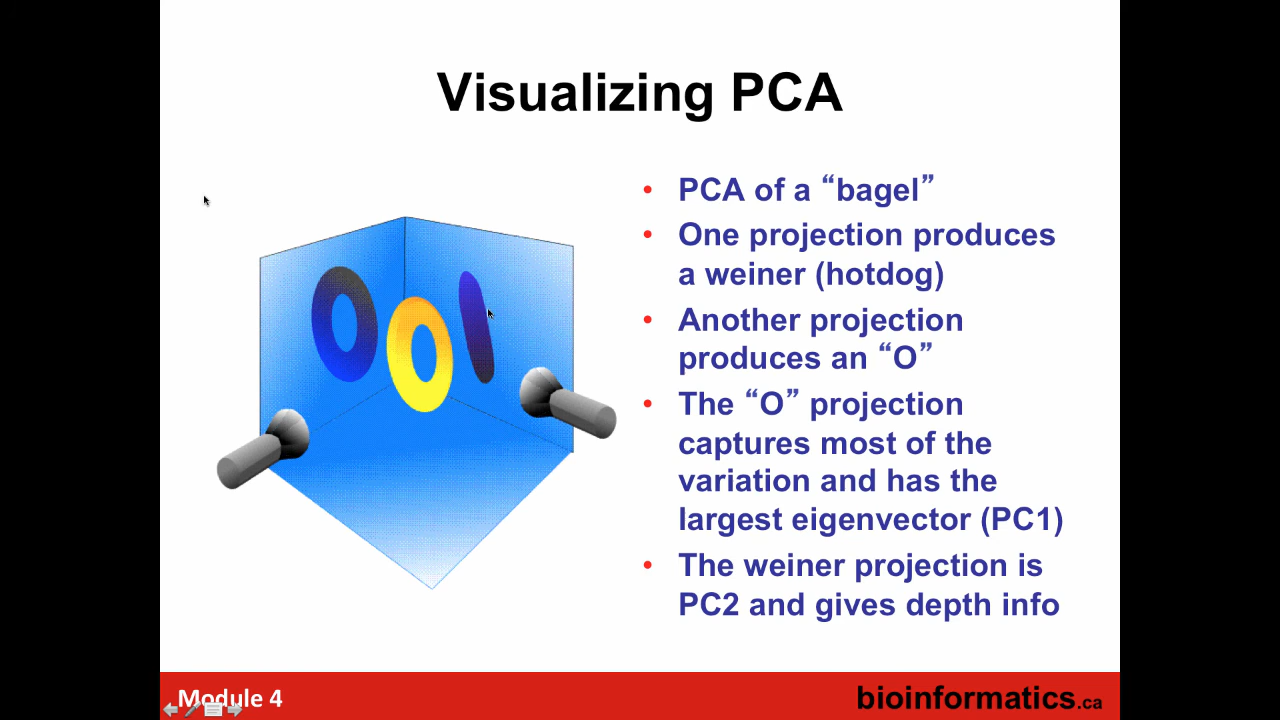 Visualizing PCA
• PCA of a “bagel”
• One projection produces
a weiner (hotdog)
• Another projection
produces an “O”
• The “O” projection
captures most of the
variation and has the
largest eigenvector (PC1)
• The weiner projection is
PC2 and gives depth info
Module 4
bioinformatics.ca